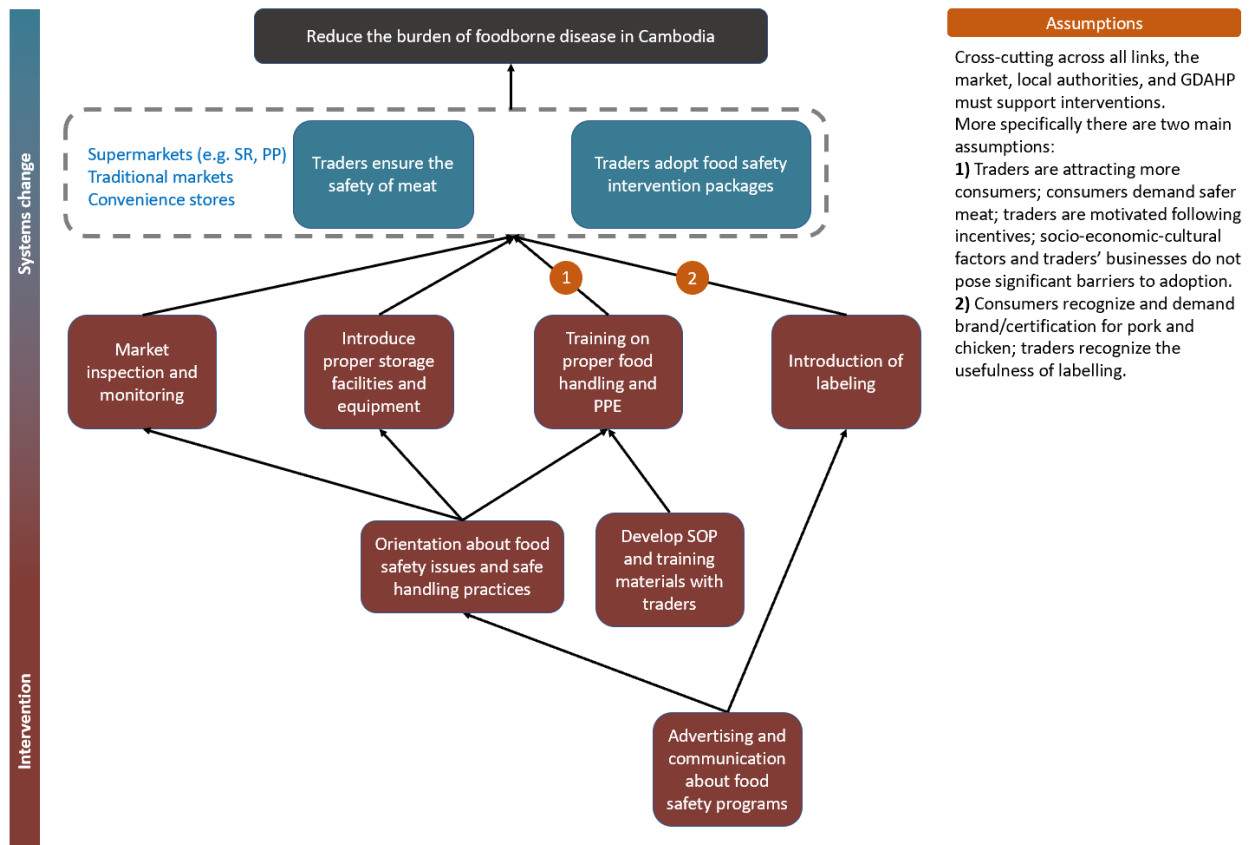 Reduce the burden of foodborne disease in Cambodia
Supermarkets (e.g. SR, PP)
Traditional markets
Convenience stores
Traders ensure the
safety of meat
Traders adopt food safety
intervention packages
Systems change
1
2
Market
inspection and
monitoring
Introduce
proper storage
facilities and
equipment
Training on
proper food
handling and
PPE
Introduction of
labeling
Orientation about food
safety issues and safe
handling practices
Develop SOP
and training
materials with
traders
Intervention
Advertising and
communication
about food
safety programs
Assumptions
Cross-cutting across all links, the
market, local authorities, and GDAHP
must support interventions.
More specifically there are two main
assumptions:
1) Traders are attracting more
consumers; consumers demand safer
meat; traders are motivated following
incentives; socio-economic-cultural
factors and traders’ businesses do not
pose significant barriers to adoption.
2) Consumers recognize and demand
brand/certification for pork and
chicken; traders recognize the
usefulness of labelling.